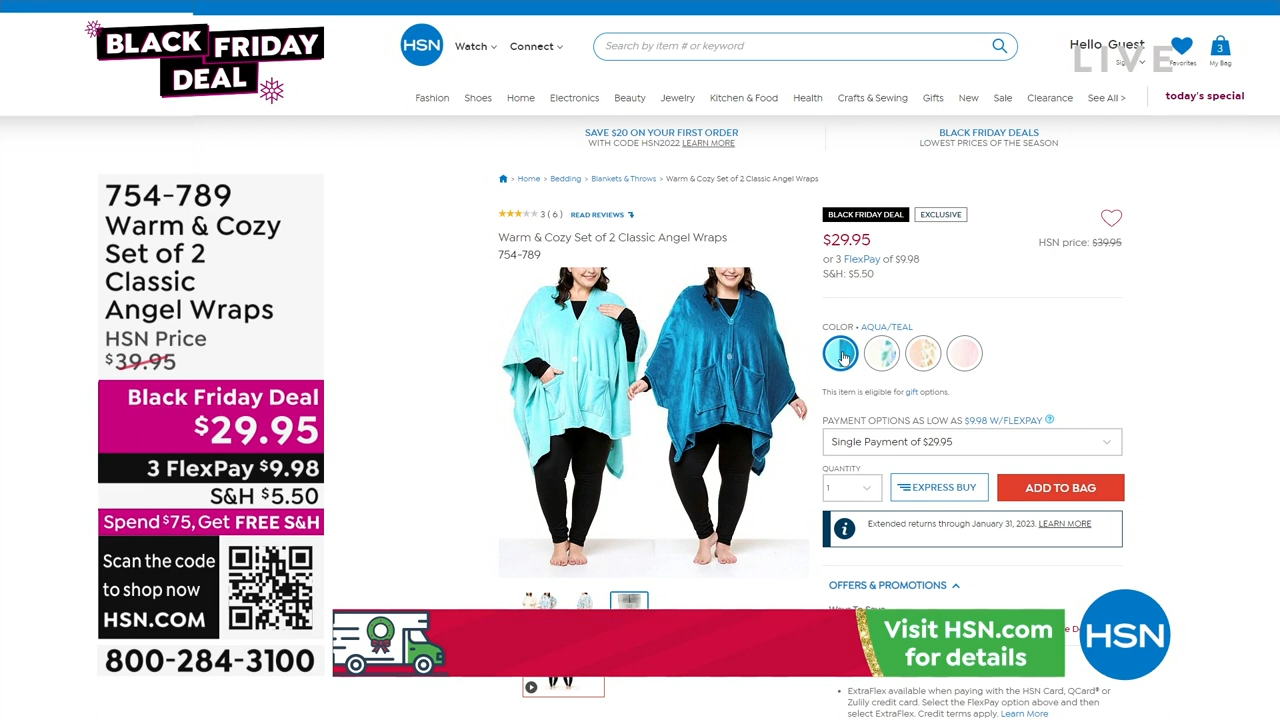 BLACK FRIDAY
DEAL
754-789
Warm & Cozy
Set of 2
Classic
Angel Wraps
HSN Price
$39.95
Black Friday Deal
$29.95
3 FlexPay $9.98
S&H $5.50
Spend $75, Get FREE S&H
Scan the code
to shop now
HSN.COM
800-284-3100
HSN
Watch
Connect
Search by item # or keyword
Hello, Guest
LIVE
Favorites
3
My Bag
Fashion Shoes Home Electronics Beauty Jewelry Kitchen & Food Health Crafts & Sewing Gifts New Sale Clearance See All > today's special
SAVE $20 ON YOUR FIRST ORDER
WITH CODE HSN2022 LEARN MORE
BLACK FRIDAY DEALS
LOWEST PRICES OF THE SEASON
> Home > Bedding > Blankets & Throws > Warm & Cozy Set of 2 Classic Angel Wraps
3 ( 6 ) READ REVIEWS
Warm & Cozy Set of 2 Classic Angel Wraps
754-789
BLACK FRIDAY DEAL EXCLUSIVE
$29.95
HSN price: $39.95
or 3 FlexPay of $9.98
S&H: $5.50
COLOR • AQUA/TEAL
This item is eligible for gift options.
PAYMENT OPTIONS AS LOW AS $9.98 W/FLEXPAY ?
Single Payment of $29.95
QUANTITY
1
EXPRESS BUY
ADD TO BAG
i
Extended returns through January 31, 2023. LEARN MORE
OFFERS & PROMOTIONS
Visit HSN.com
for details
HSN
• ExtraFlex available when paying with the HSN Card, QCard® or
Zulily credit card. Select the FlexPay option above and then
select ExtraFlex. Credit terms apply. Learn More